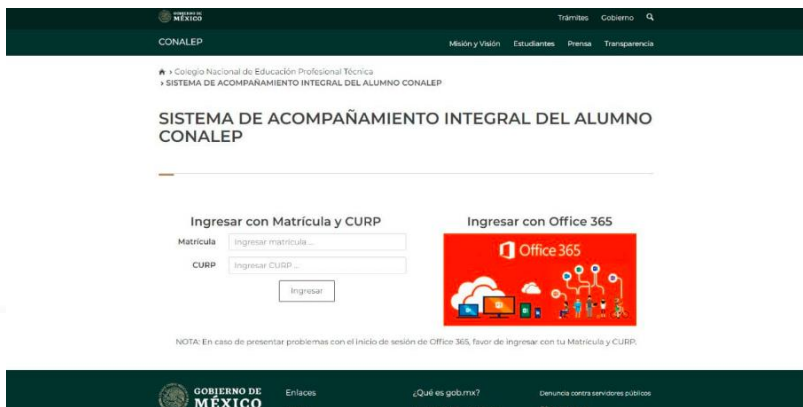 GOBIERNO DE
MÉXICO
Trámites Gobierno
CONALEP
Misión y Visión Estudiantes Prensa Transparencia
› Colegio Nacional de Educación Profesional Técnica
› SISTEMA DE ACOMPAÑAMIENTO INTEGRAL DEL ALUMNO CONALEP
SISTEMA DE ACOMPAÑAMIENTO INTEGRAL DEL ALUMNO
CONALEP
Ingresar con Matrícula y CURP
Matrícula Ingresar matrícula ...
CURP Ingresar CURP ...
Ingresar
Ingresar con Office 365
Office 365
NOTA: En caso de presentar problemas con el inicio de sesión de Office 365, favor de ingresar con tu Matrícula y CURP.
GOBIERNO DE
MÉXICO
Enlaces
¿Qué es gob.mx?
Denuncia contra servidores públicos